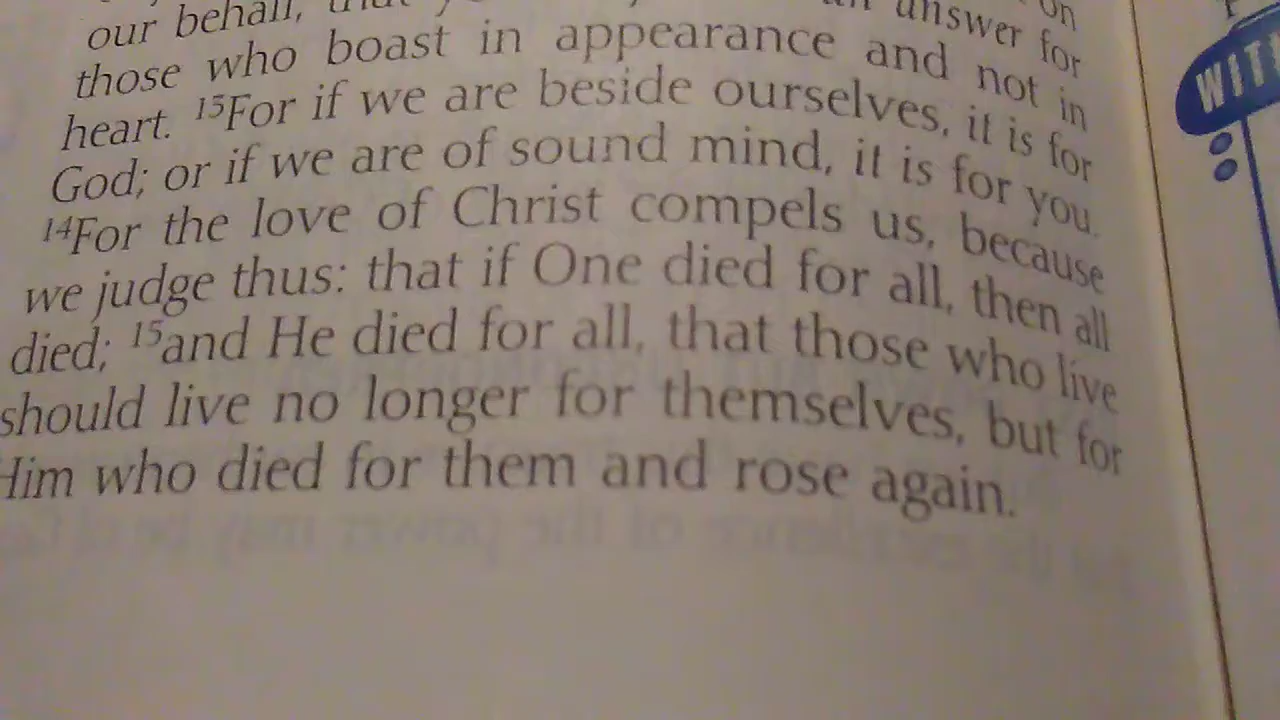 our behalf, that
on
answer for
those who boast in appearance and not in
heart. 13For if we are beside ourselves, it is for
God; or if we are of sound mind, it is for you.
14For the love of Christ compels us, because
we judge thus: that if One died for all, then all
died; 15and He died for all, that those who live
should live no longer for themselves, but for
Him who died for them and rose again.